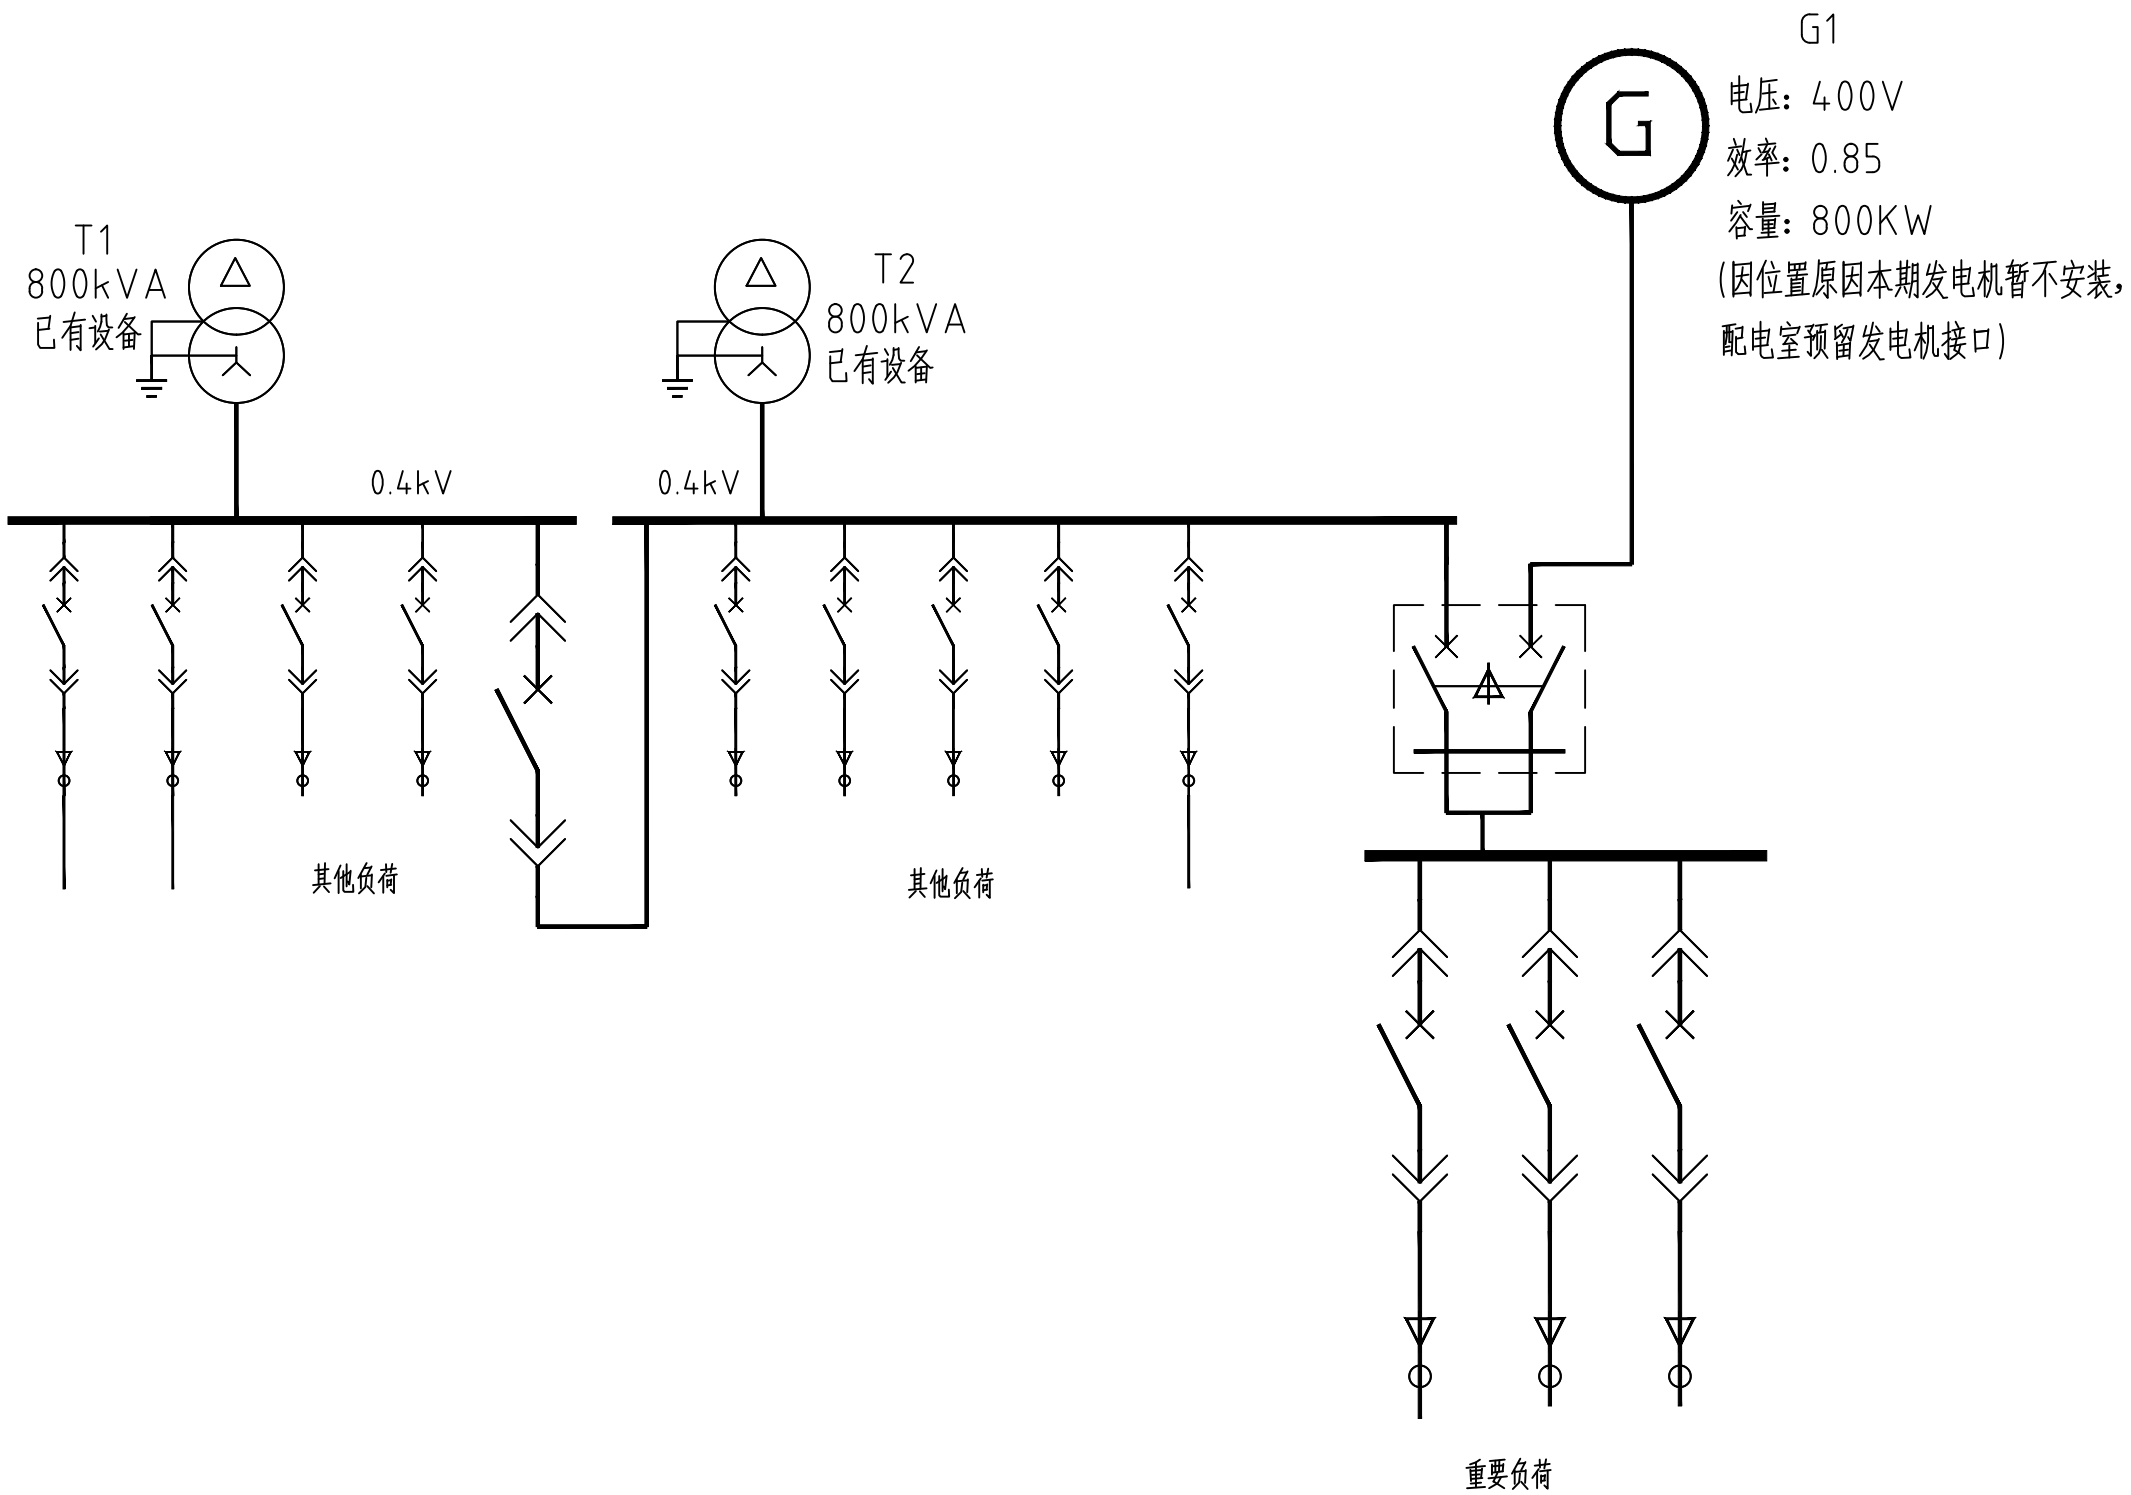 G1
G
电压: 400V
效率: 0.85
容量: 800KW
(因位置原因本期发电机暂不安装,
配电室预留发电机接口)
T1
800kVA
已有设备
T2
800kVA
已有设备
0.4kV
0.4kV
其他负荷
其他负荷
重要负荷